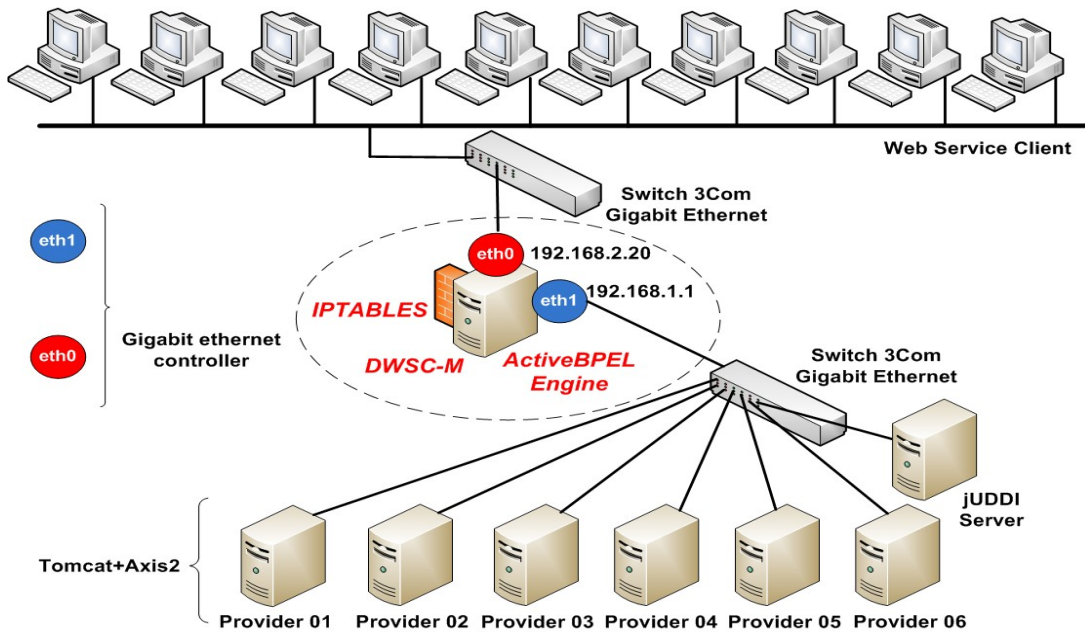 Web Service Client
Switch 3Com
Gigabit Ethernet
eth1
eth0
192.168.2.20
eth1
192.168.1.1
IPTABLES
eth0
Gigabit ethernet
controller
DWSC-M
ActiveBPEL
Engine
Switch 3Com
Gigabit Ethernet
jUDDI
Server
Tomcat+Axis2
Provider 01
Provider 02
Provider 03
Provider 04
Provider 05
Provider 06